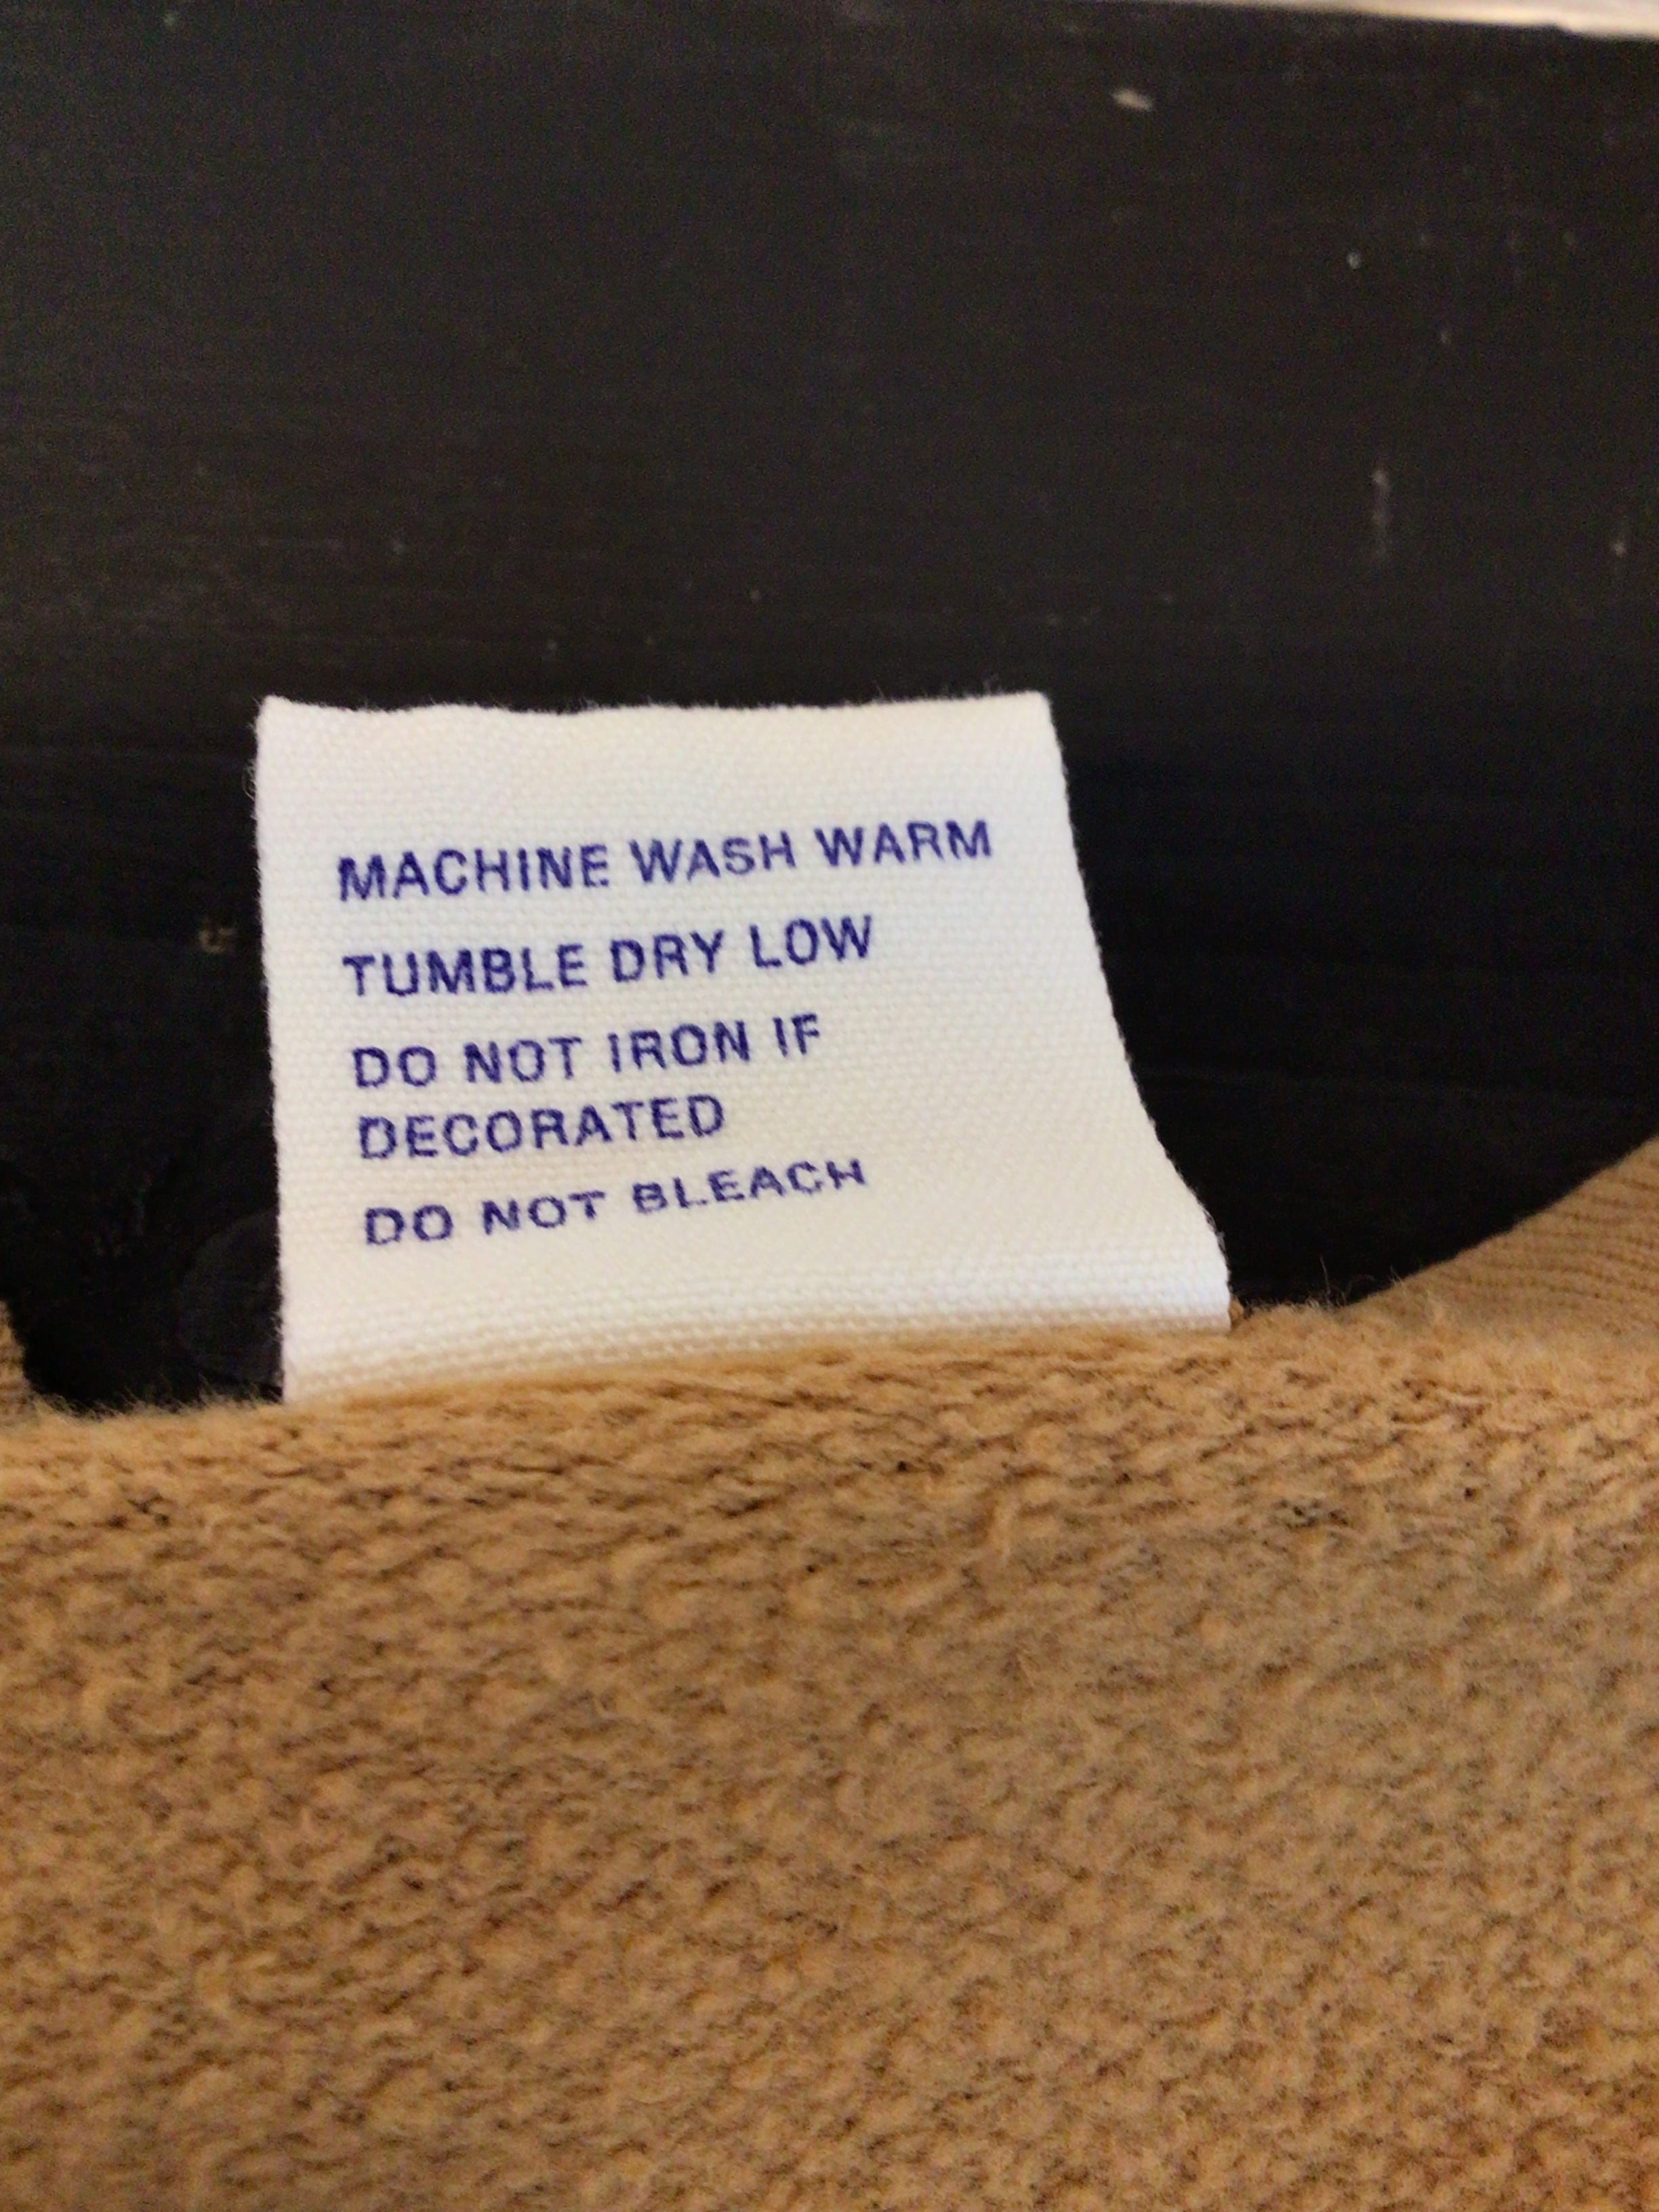 MACHINE WASH WARM
TUMBLE DRY LOW
DO NOT IRON IF
DECORATED
DO NOT BLEACH